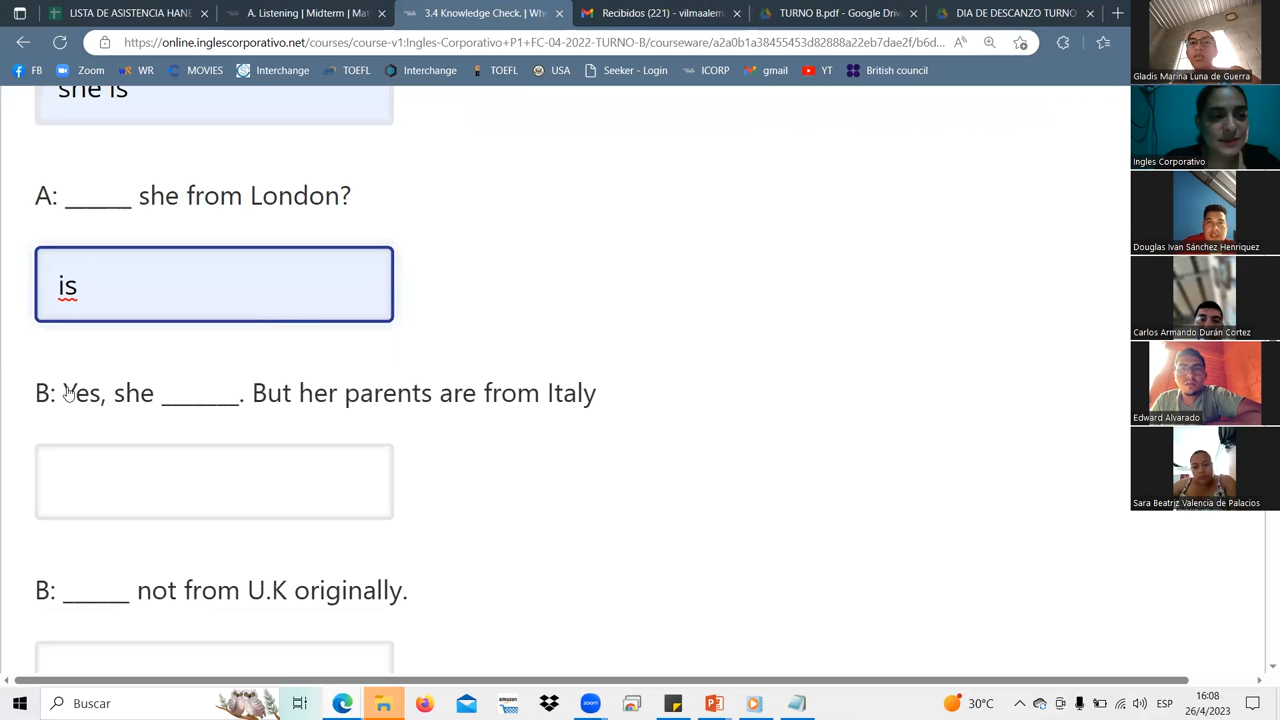 LISTA DE ASISTENCIA HANE
A. Listening | Midterm | Mat
3.4 Knowledge Check. | Wh
Recibidos (221) - vilmaalem
TURNO B.pdf - Google Driv
DIA DE DESCANZO TURNO
https://online.inglescorporativo.net/courses/course-v1:Ingles-Corporativo+P1+FC-04-2022-TURNO-B/courseware/a2a0b1a38455453d82888a22eb7dae2f/b6d...
FB Zoom WR MOVIES Interchange TOEFL Interchange TOEFL USA Seeker - Login ICORP gmail YT British council
she is
A: ______ she from London?
is
B: Yes, she _______. But her parents are from Italy
B: ______ not from U.K originally.
Gladis Marina Luna de Guerra
Ingles Corporativo
Douglas Ivan Sánchez Henriquez
Carlos Armando Durán Cortez
Edward Alvarado
Sara Beatriz Valencia de Palacios
Buscar
30°C
ESP
16:08
26/4/2023